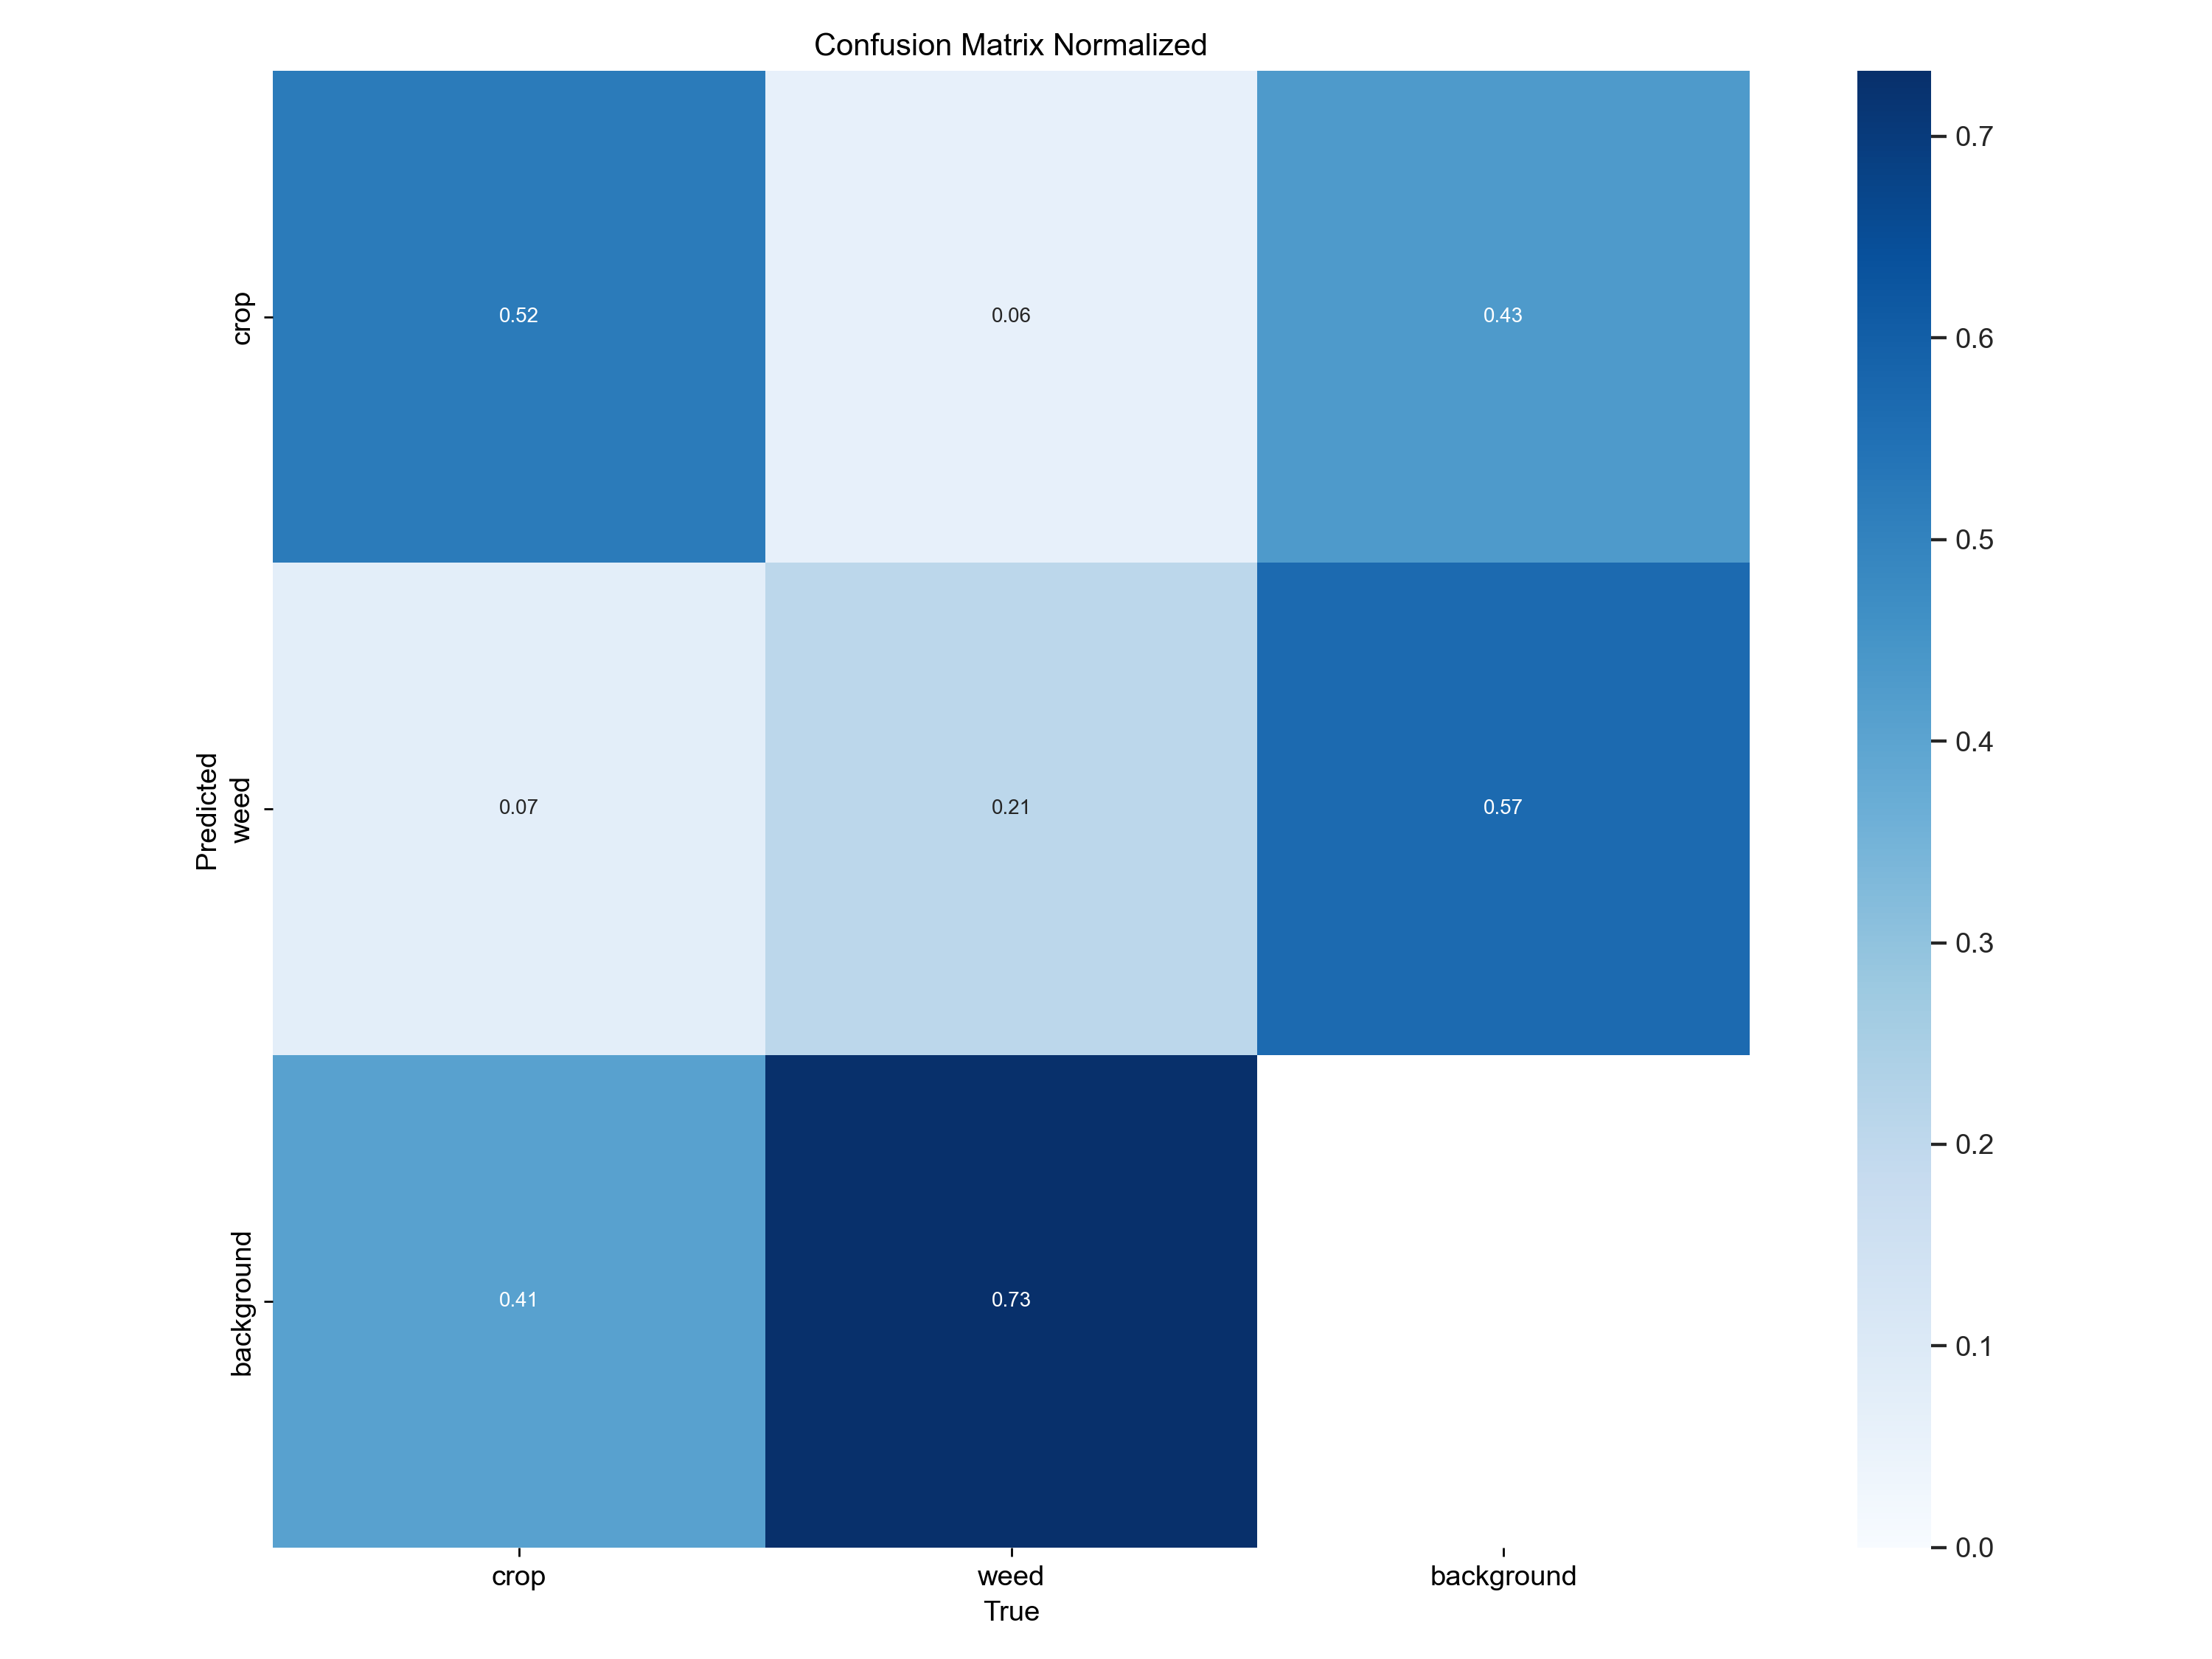 Confusion Matrix Normalized
crop
0.52
0.06
0.43
Predicted
weed
0.07
0.21
0.57
background
0.41
0.73
crop
weed
background
True
0.7
0.6
0.5
0.4
0.3
0.2
0.1
0.0